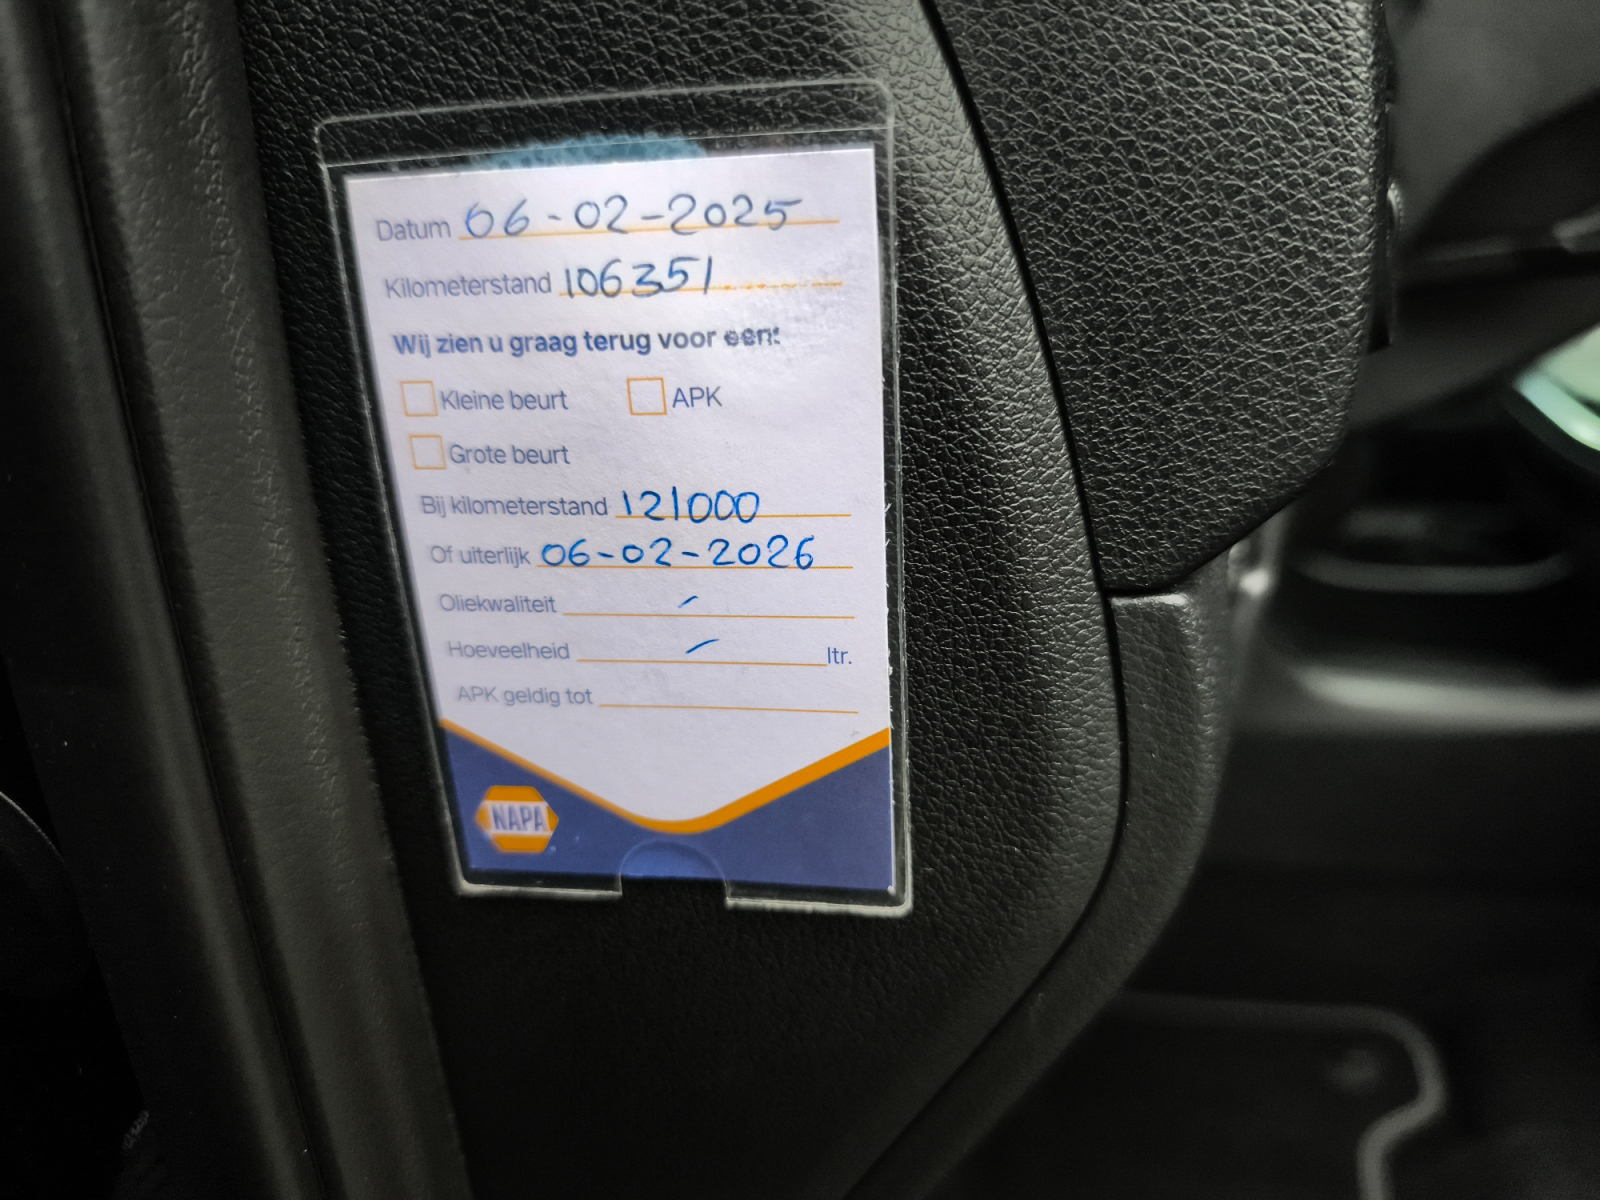 Datum 06-02-2025
Kilometerstand 106351
Wij zien u graag terug voor een:
Kleine beurt APK
Grote beurt
Bij kilometerstand 121000
Of uiterlijk 06-02-2026
Oliekwaliteit -
Hoeveelheid - ltr.
APK geldig tot
NAPA